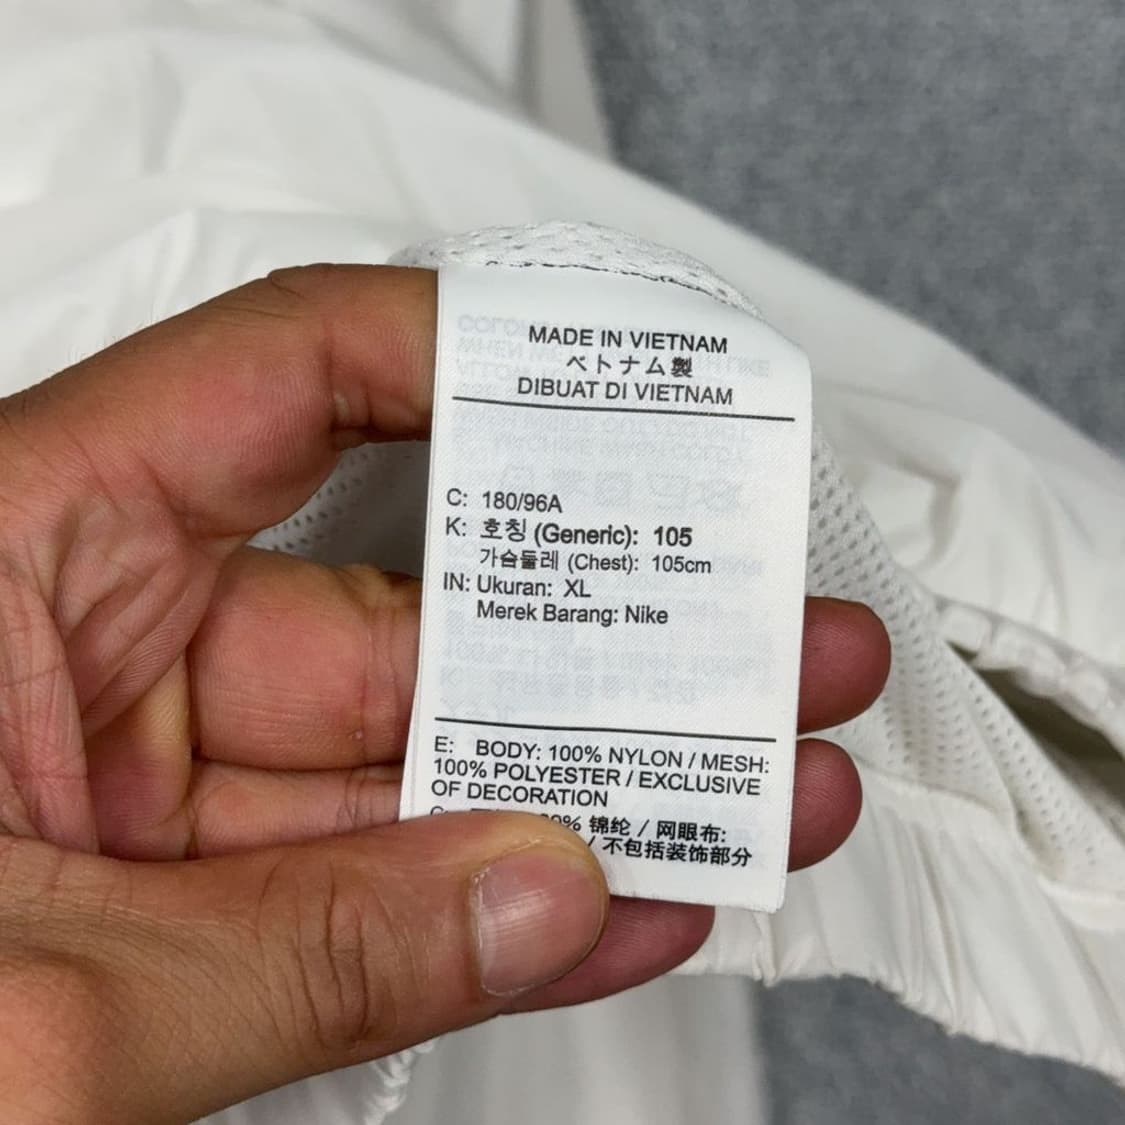 MADE IN VIETNAM
ベトナム製
DIBUAT DI VIETNAM
C: 180/96A
K: 호칭 (Generic): 105
가슴둘레 (Chest): 105cm
IN: Ukuran: XL
Merek Barang: Nike
E: BODY: 100% NYLON / MESH:
100% POLYESTER / EXCLUSIVE
OF DECORATION
锦纶 / 网眼布:
/ 不包括装饰部分